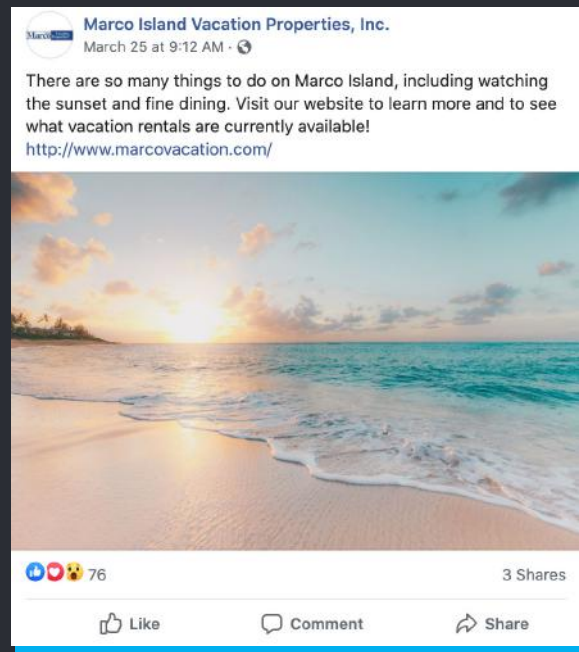 Marco
Marco Island Vacation Properties, Inc.
March 25 at 9:12 AM ·
There are so many things to do on Marco Island, including watching
the sunset and fine dining. Visit our website to learn more and to see
what vacation rentals are currently available!
http://www.marcovacation.com/
76
3 Shares
Like
Comment
Share